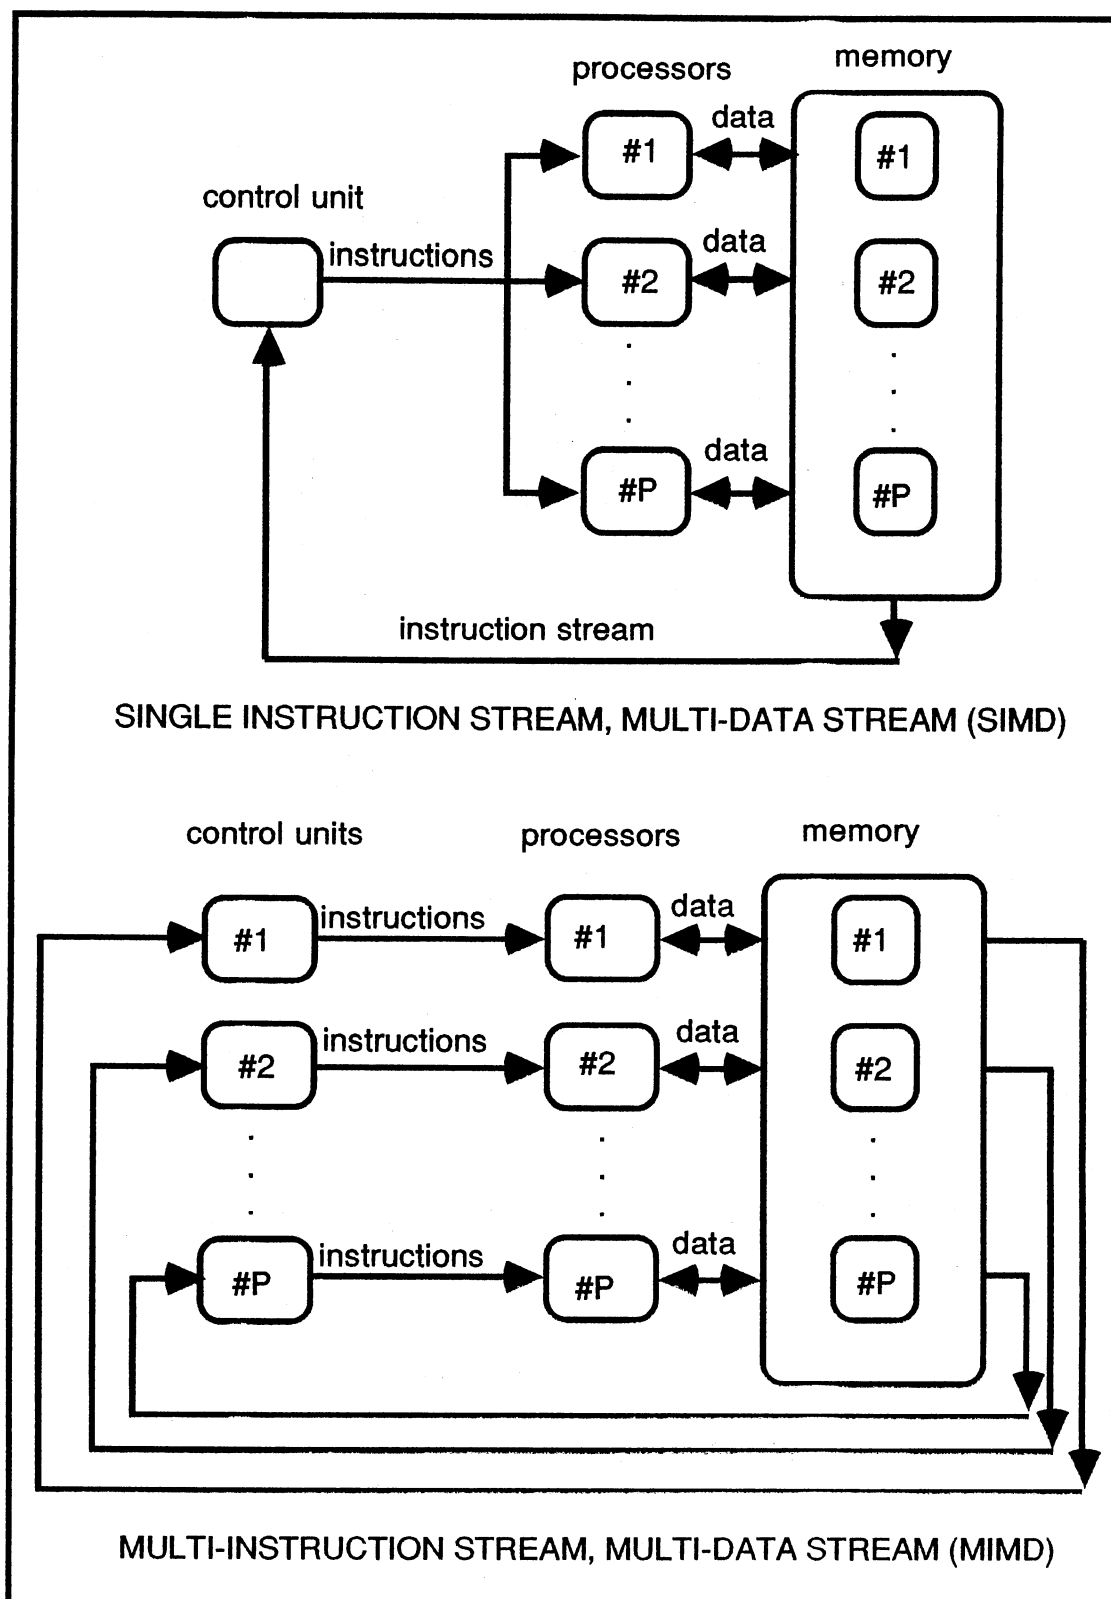 processors memory
#1 data #1
control unit
instructions #2 data #2
.
.
.
#P data #P
instruction stream
SINGLE INSTRUCTION STREAM, MULTI-DATA STREAM (SIMD)
control units processors memory
#1 instructions #1 data #1
#2 instructions #2 data #2
.
.
.
#P instructions #P data #P
MULTI-INSTRUCTION STREAM, MULTI-DATA STREAM (MIMD)